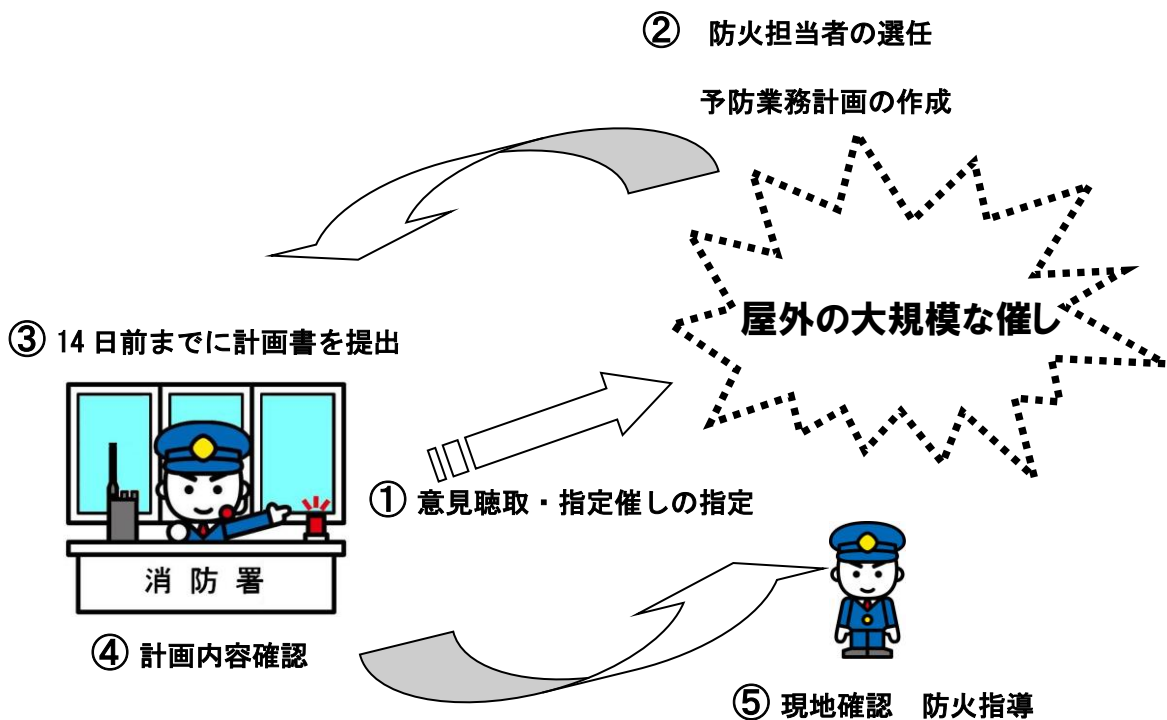 ② 防火担当者の選任
予防業務計画の作成
屋外の大規模な催し
③ 14日前までに計画書を提出
① 意見聴取・指定催しの指定
消防署
④ 計画内容確認
⑤ 現地確認 防火指導